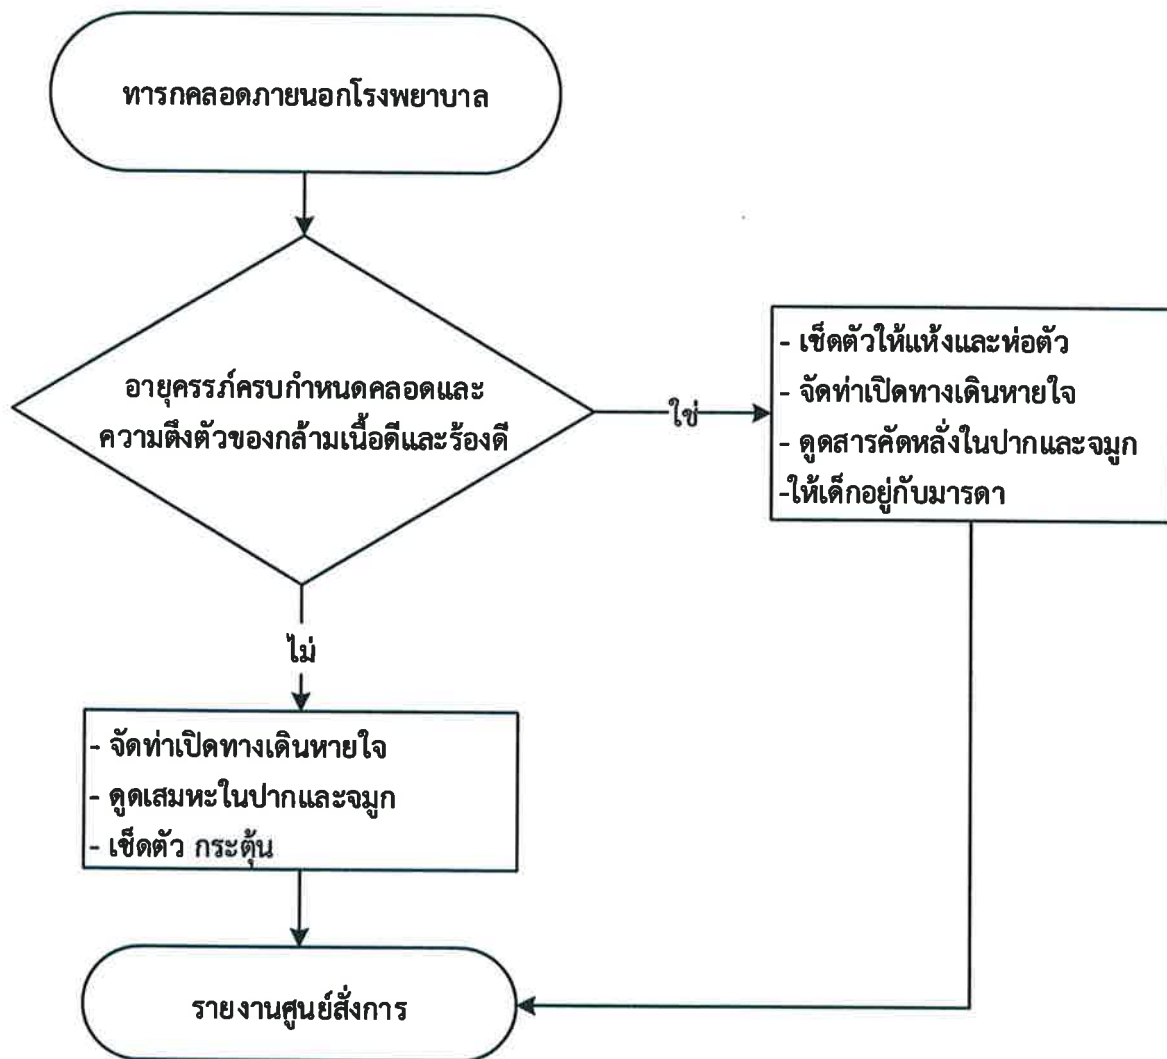 ทารกคลอดภายนอกโรงพยาบาล
อายุครรภ์ครบกำหนดคลอดและ
ความตึงตัวของกล้ามเนื้อดีและร้องดี
ใช่
- เช็ดตัวให้แห้งและห่อตัว
- จัดท่าเปิดทางเดินหายใจ
- ดูดสารคัดหลั่งในปากและจมูก
-ให้เด็กอยู่กับมารดา
ไม่
- จัดท่าเปิดทางเดินหายใจ
- ดูดเสมหะในปากและจมูก
- เช็ดตัว กระตุ้น
รายงานศูนย์สั่งการ